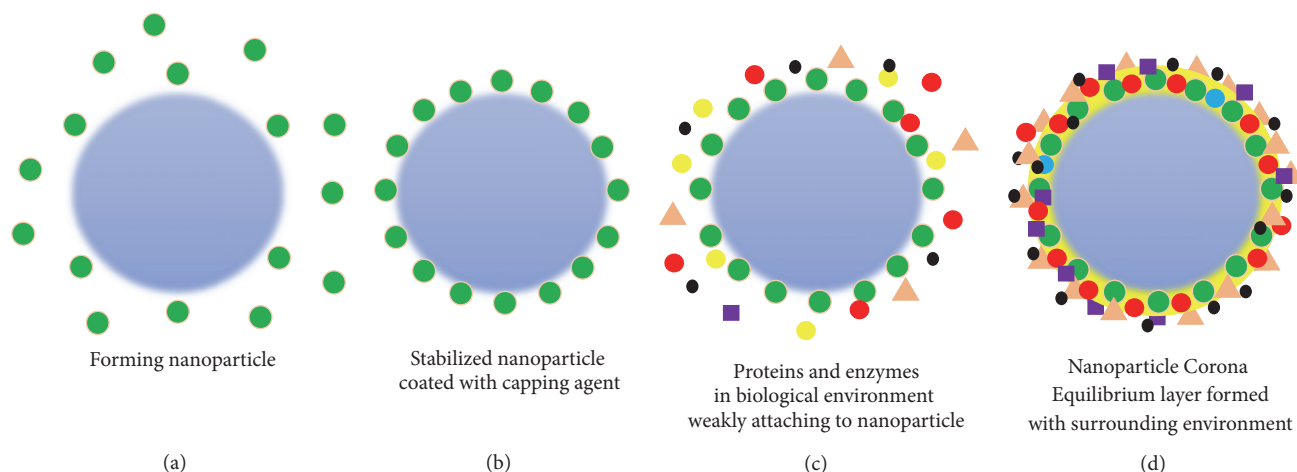 Forming nanoparticle
(a)
Stabilized nanoparticle
coated with capping agent
(b)
Proteins and enzymes
in biological environment
weakly attaching to nanoparticle
(c)
Nanoparticle Corona
Equilibrium layer formed
with surrounding environment
(d)